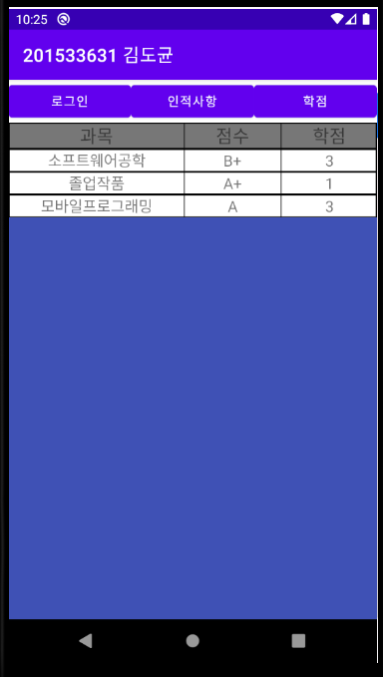 10:25
201533631 김도균
로그인 인적사항 학점
과목 점수 학점
소프트웨어공학 B+ 3
졸업작품 A+ 1
모바일프로그래밍 A 3